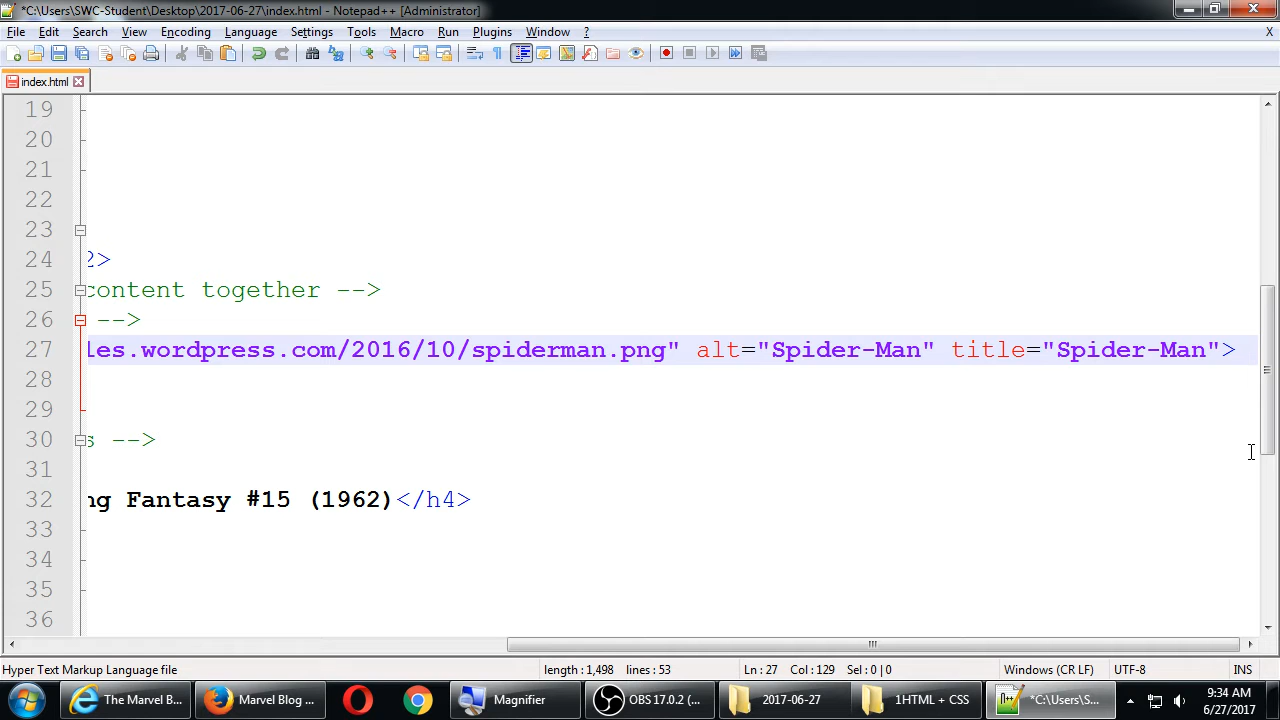 *C:\Users\SWC-Student\Desktop\2017-06-27\index.html - Notepad++ [Administrator]
File Edit Search View Encoding Language Settings Tools Macro Run Plugins Window ? X
index.html
19
20
21
22
23
24 2>
25 content together -->
26 -->
27 les.wordpress.com/2016/10/spiderman.png" alt="Spider-Man" title="Spider-Man">
28
29
30 s -->
31
32 ng Fantasy #15 (1962)</h4>
33
34
35
36
Hyper Text Markup Language file length : 1,498 lines : 53 Ln : 27 Col : 129 Sel : 0 | 0 Windows (CR LF) UTF-8 INS
The Marvel B... Marvel Blog ... Magnifier OBS 17.0.2 (... 2017-06-27 1HTML + CSS *C:\Users\S... 9:34 AM
6/27/2017